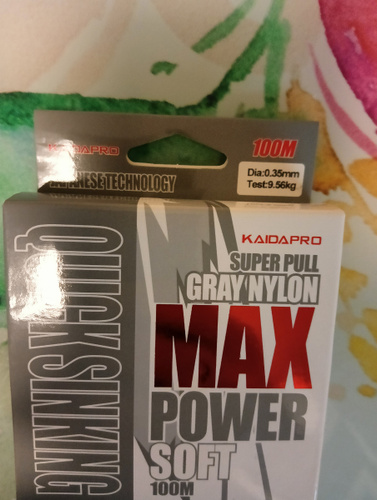 KAIDAPRO
100M
JAPANESE TECHNOLOGY
Dia:0.35mm
Test:9.56kg
KAIDAPRO
SUPER PULL
GRAY NYLON
MAX
POWER
SOFT
100M
QUICK SINKING